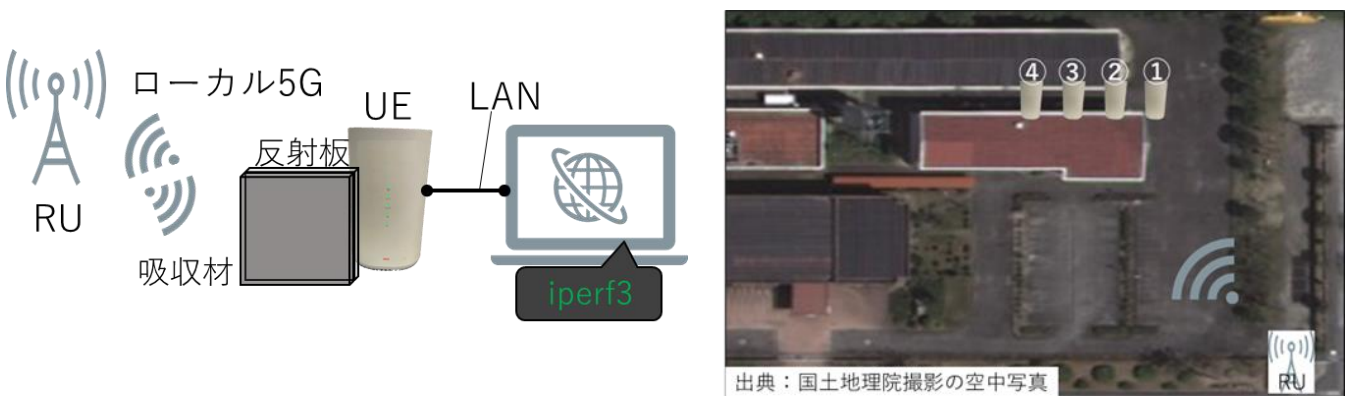 ローカル5G
UE
LAN
反射板
RU
吸収材
iperf3
④ ③ ② ①
出典：国土地理院撮影の空中写真
RU